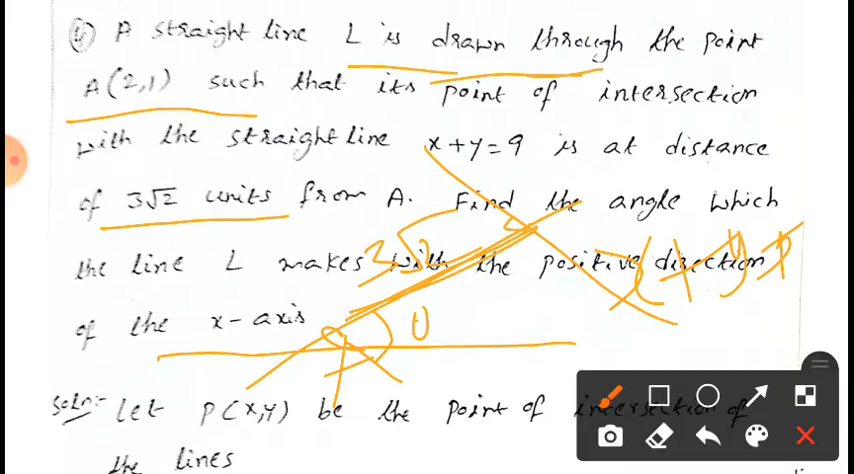 4) A straight line L is drawn through the point
A(2,1) such that its point of intersection
with the straight line x+y=9 is at distance
of 3√2 units from A. Find the angle which
the line L makes with the positive direction
of the x-axis
3√2
x+y=
θ
Soln:- Let P(x,y) be the point of intersection of
the lines